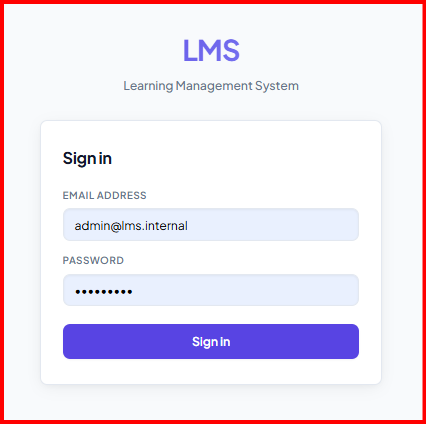 LMS
Learning Management System
Sign in
EMAIL ADDRESS
admin@lms.internal
PASSWORD
•••••••••
Sign in